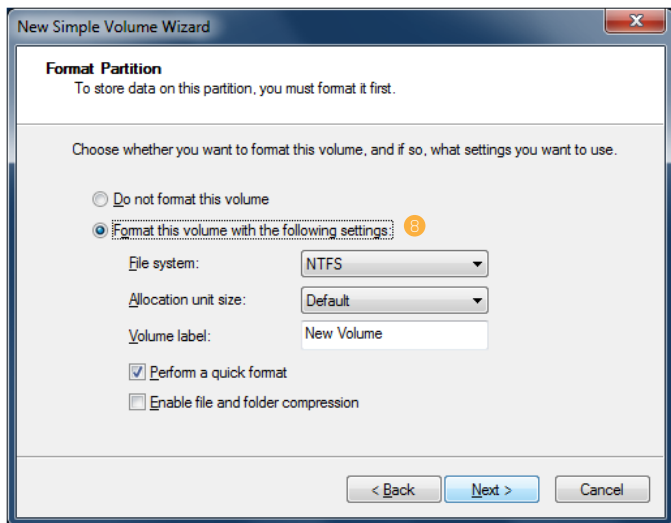 New Simple Volume Wizard
Format Partition
To store data on this partition, you must format it first.
Choose whether you want to format this volume, and if so, what settings you want to use.
Do not format this volume
Format this volume with the following settings: 8
File system: NTFS
Allocation unit size: Default
Volume label: New Volume
Perform a quick format
Enable file and folder compression
< Back Next > Cancel